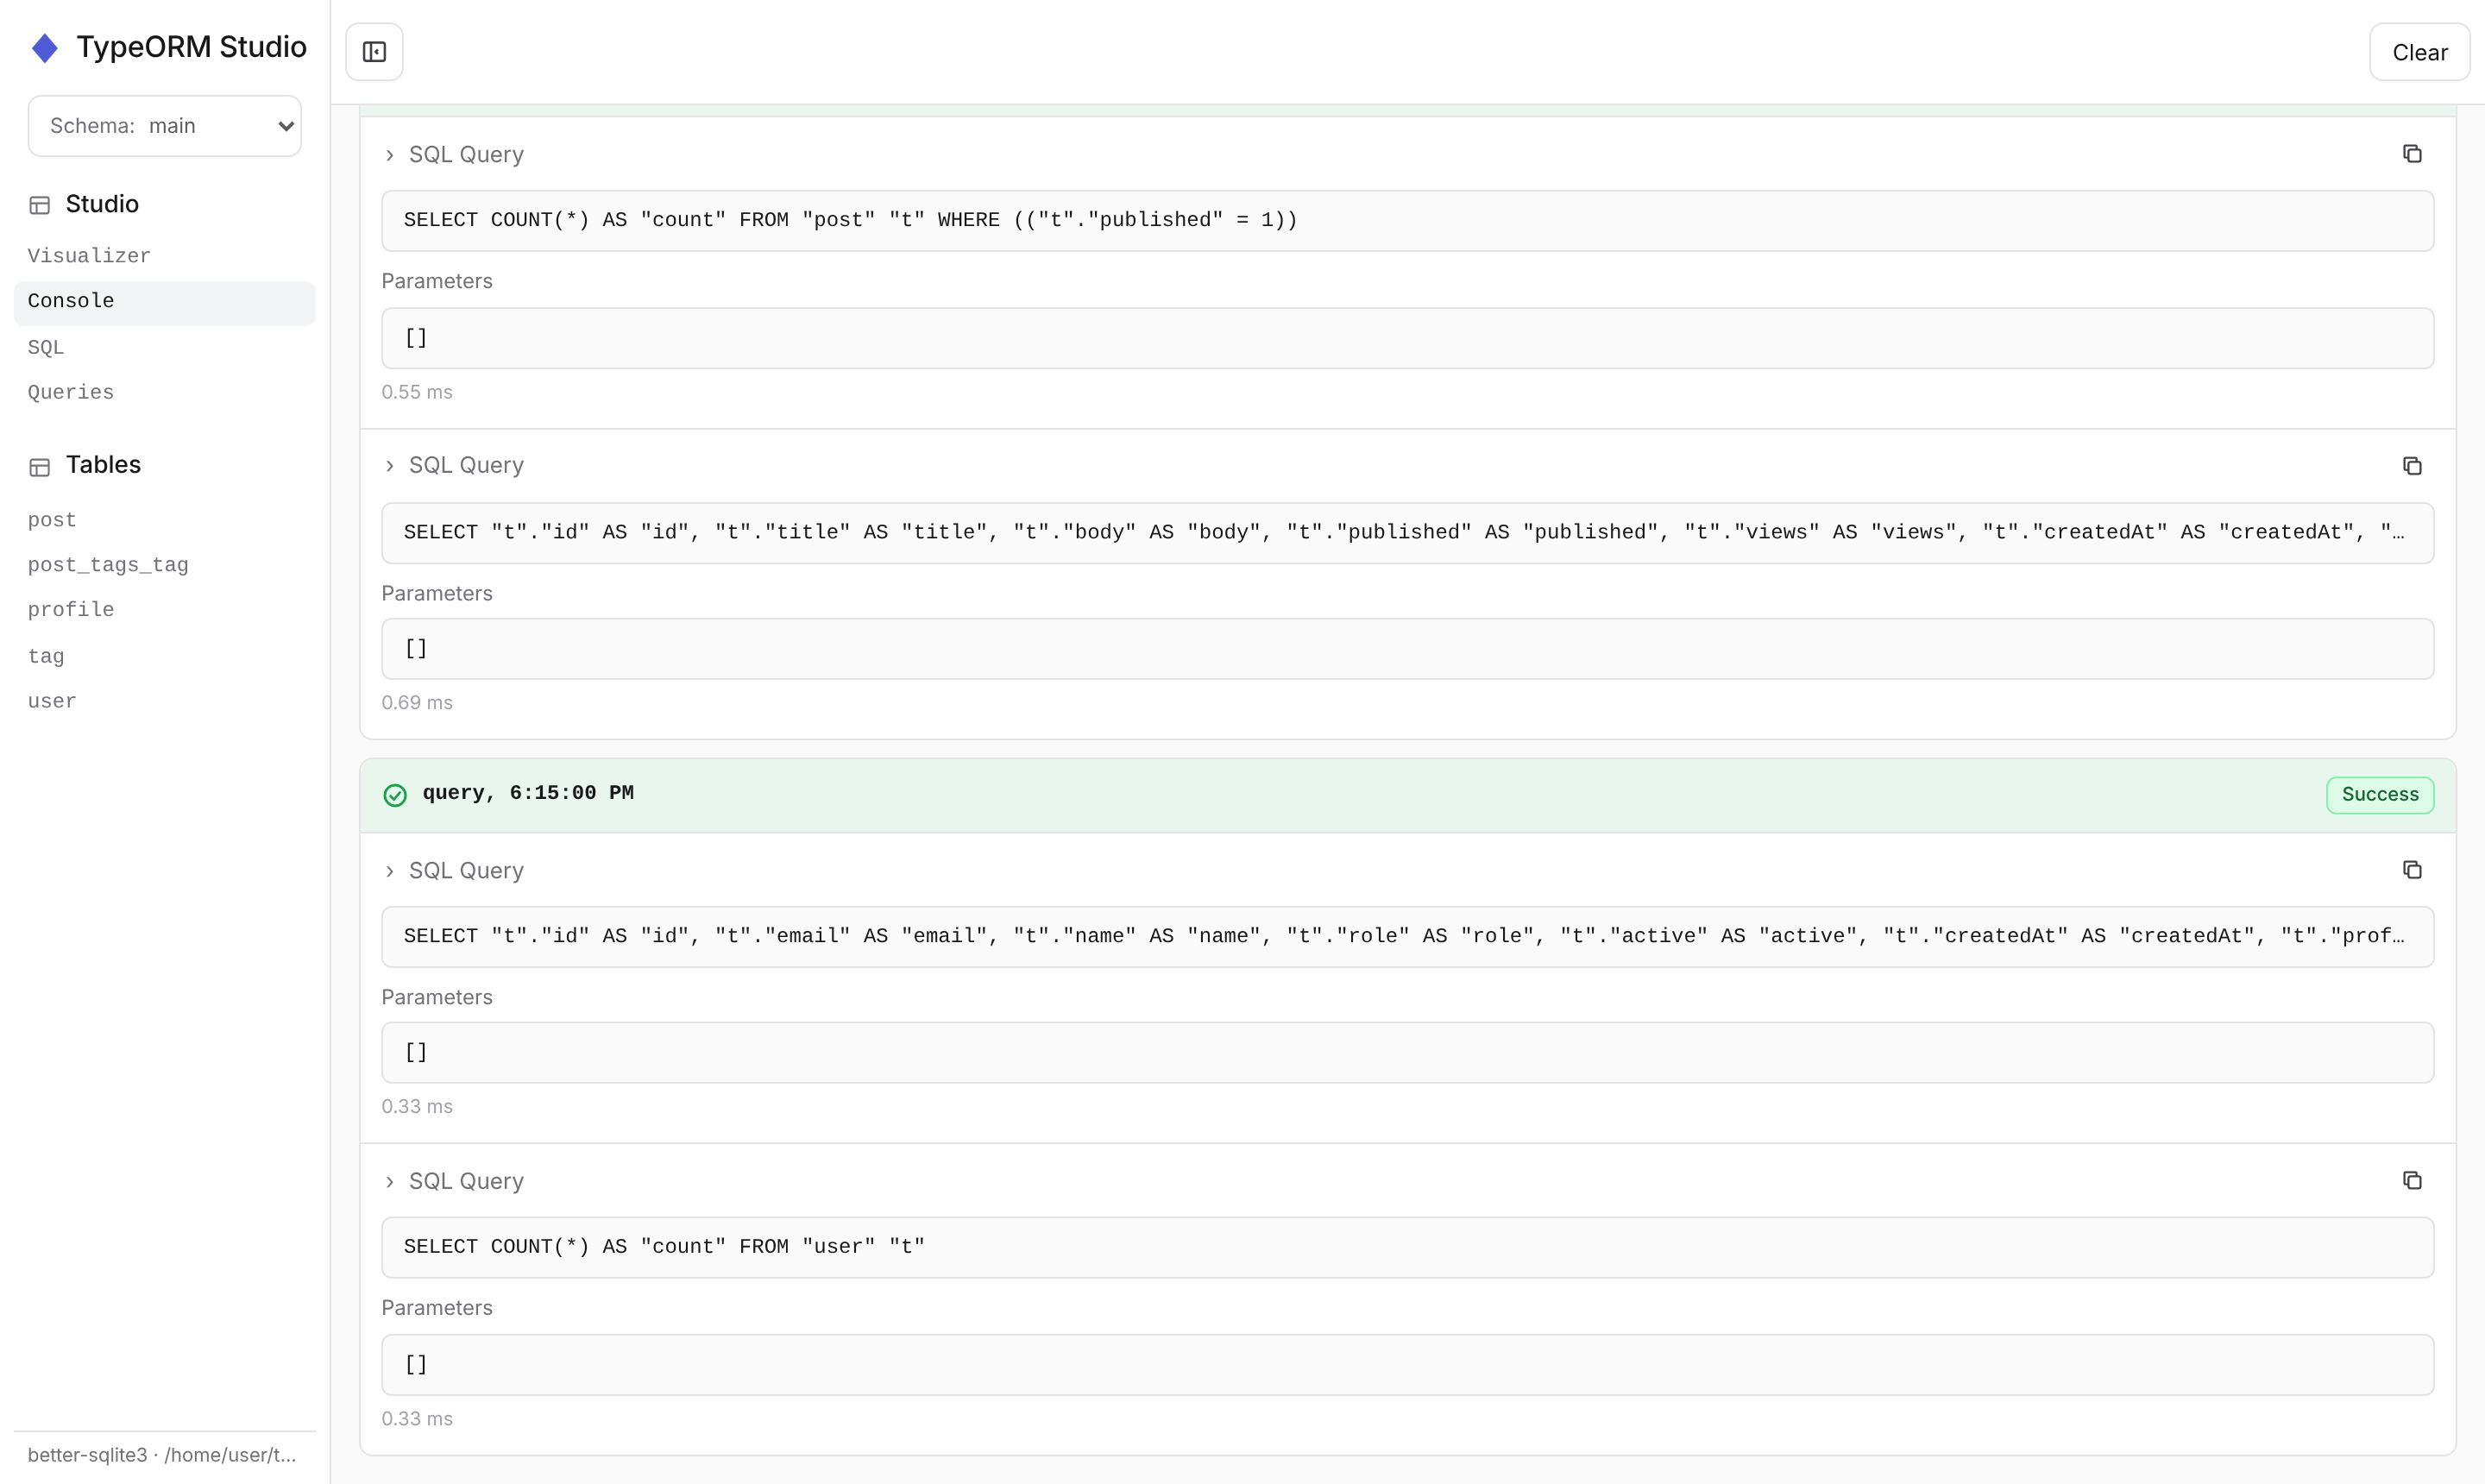 TypeORM Studio
Schema: main
Studio
Visualizer
Console
SQL
Queries
Tables
post
post_tags_tag
profile
tag
user
better-sqlite3 · /home/user/t...
Clear
SQL Query
SELECT COUNT(*) AS "count" FROM "post" "t" WHERE (("t"."published" = 1))
Parameters
[]
0.55 ms
SQL Query
SELECT "t"."id" AS "id", "t"."title" AS "title", "t"."body" AS "body", "t"."published" AS "published", "t"."views" AS "views", "t"."createdAt" AS "createdAt", "…
Parameters
[]
0.69 ms
query, 6:15:00 PM
Success
SQL Query
SELECT "t"."id" AS "id", "t"."email" AS "email", "t"."name" AS "name", "t"."role" AS "role", "t"."active" AS "active", "t"."createdAt" AS "createdAt", "t"."prof…
Parameters
[]
0.33 ms
SQL Query
SELECT COUNT(*) AS "count" FROM "user" "t"
Parameters
[]
0.33 ms